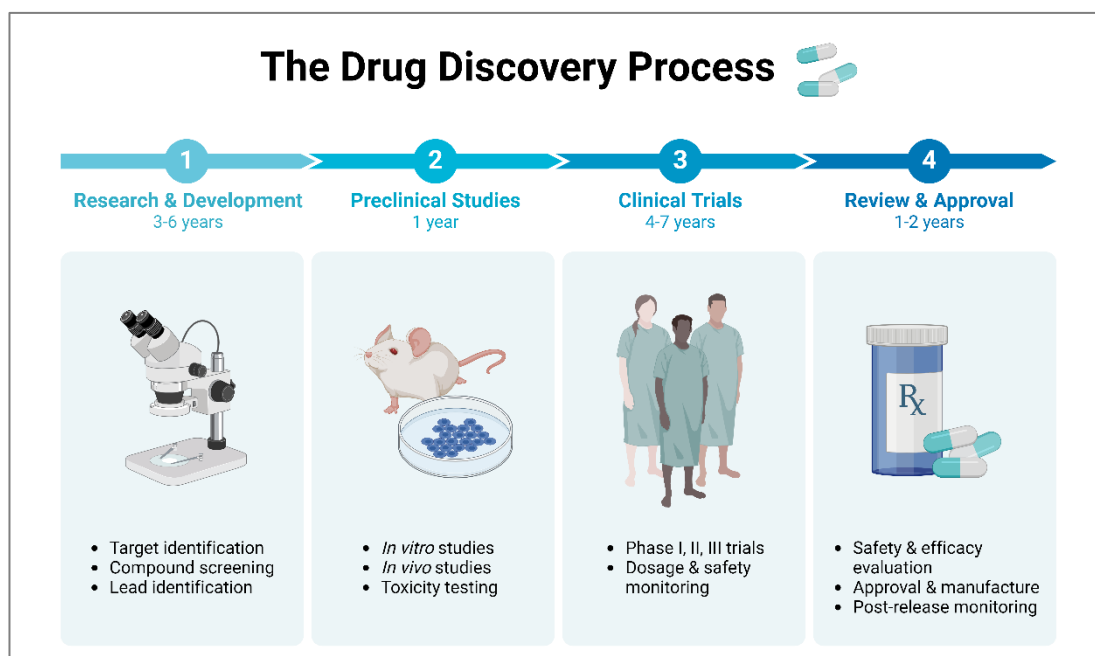 The Drug Discovery Process
1
2
3
4
Research & Development
3-6 years
Preclinical Studies
1 year
Clinical Trials
4-7 years
Review & Approval
1-2 years
Rx
• Target identification
• Compound screening
• Lead identification
• In vitro studies
• In vivo studies
• Toxicity testing
• Phase I, II, III trials
• Dosage & safety
monitoring
• Safety & efficacy
evaluation
• Approval & manufacture
• Post-release monitoring